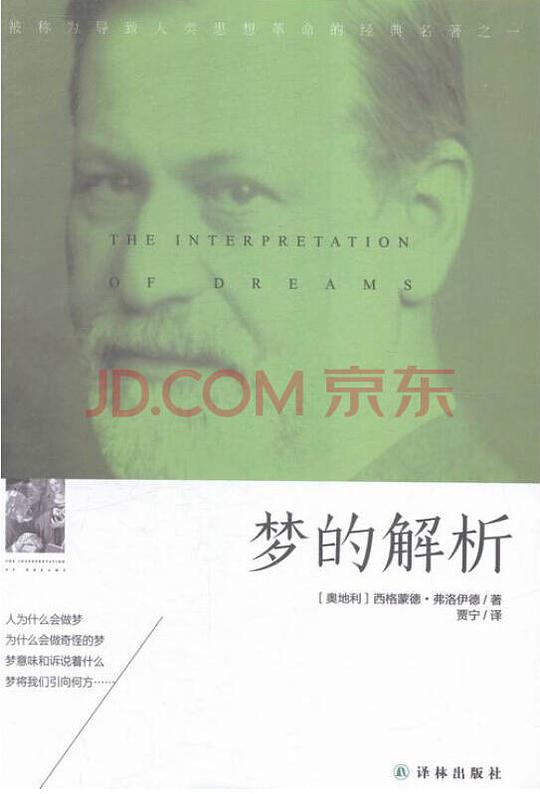 被称为导致人类思想革命的经典名著之一
THE INTERPRETATION
OF DREAMS
JD.COM 京东
梦的解析
THE INTERPRETATION
OF DREAMS
[奥地利] 西格蒙德·弗洛伊德/著
贾宁/译
人为什么会做梦
为什么会做奇怪的梦
梦意味和诉说着什么
梦将我们引向何方……
译林出版社